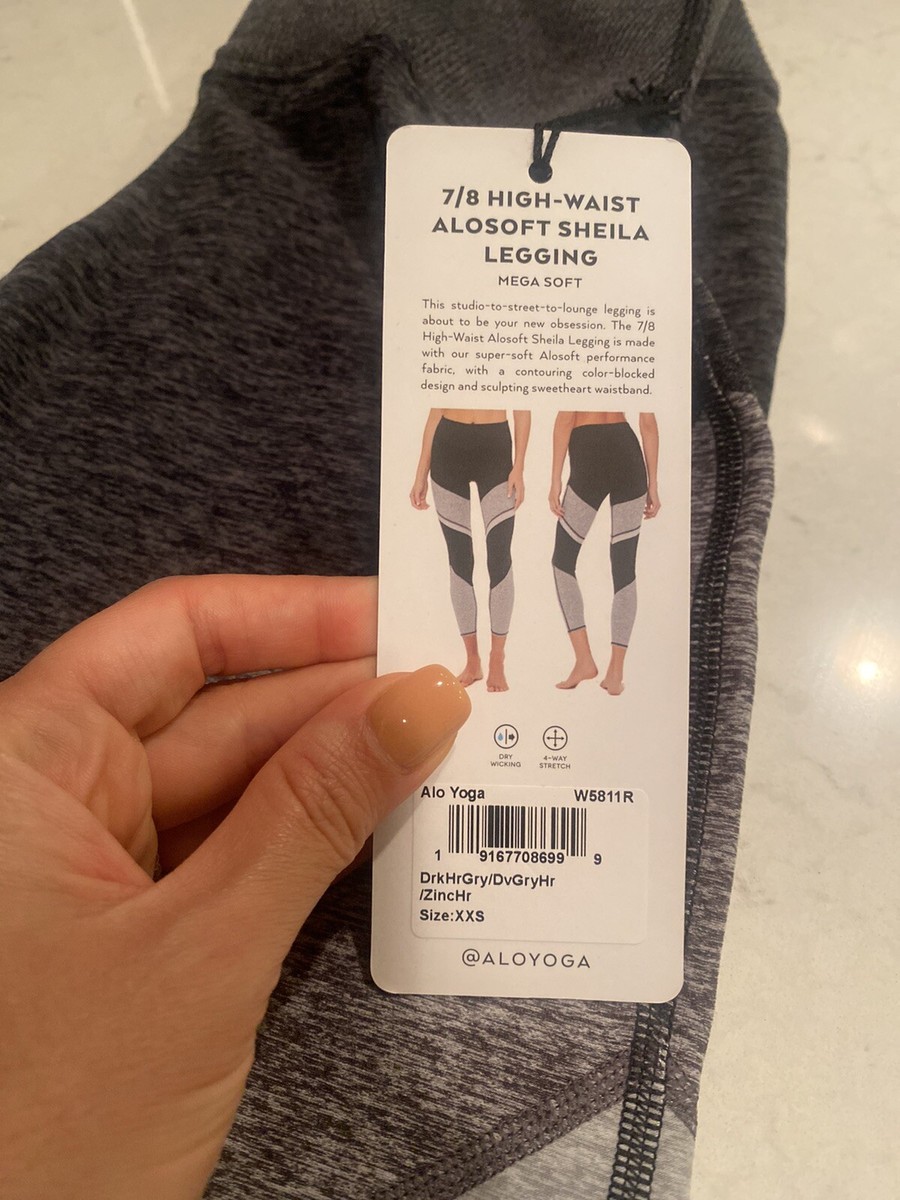 7/8 HIGH-WAIST
ALOSOFT SHEILA
LEGGING
MEGA SOFT
This studio-to-street-to-lounge legging is
about to be your new obsession. The 7/8
High-Waist Alosoft Sheila Legging is made
with our super-soft Alosoft performance
fabric, with a contouring color-blocked
design and sculpting sweetheart waistband.
DRY
WICKING
4-WAY
STRETCH
Alo Yoga W5811R
1 9167708699 9
DrkHrGry/DvGryHr
/ZincHr
Size:XXS
@ALOYOGA